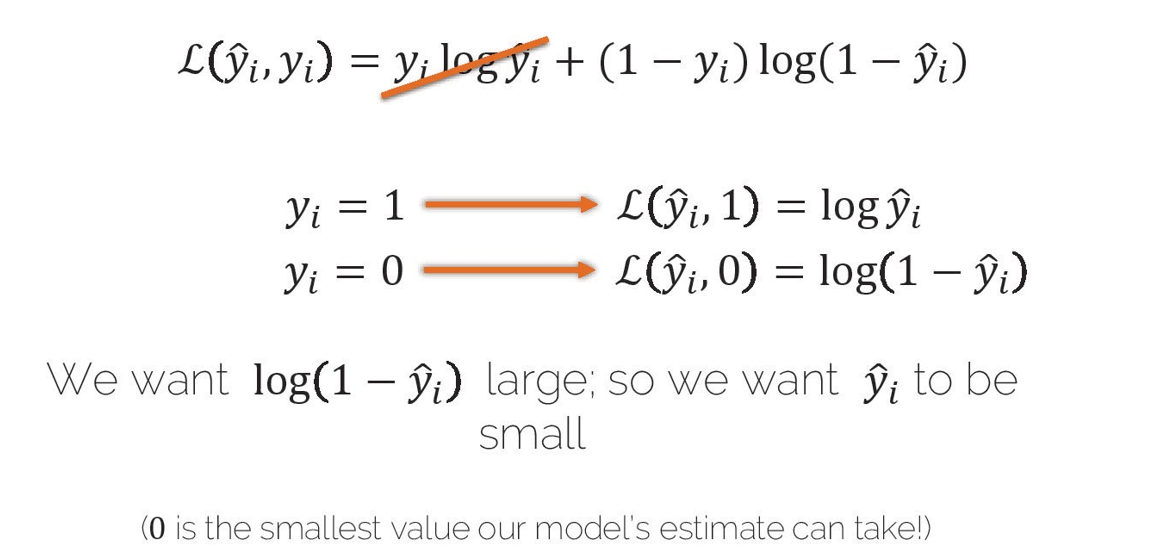 ℒ(ŷᵢ, yᵢ) = yᵢ log ŷᵢ + (1 − yᵢ) log(1 − ŷᵢ)
yᵢ = 1 ⟶ ℒ(ŷᵢ, 1) = log ŷᵢ
yᵢ = 0 ⟶ ℒ(ŷᵢ, 0) = log(1 − ŷᵢ)
We want log(1 − ŷᵢ) large; so we want ŷᵢ to be
small
(0 is the smallest value our model’s estimate can take!)